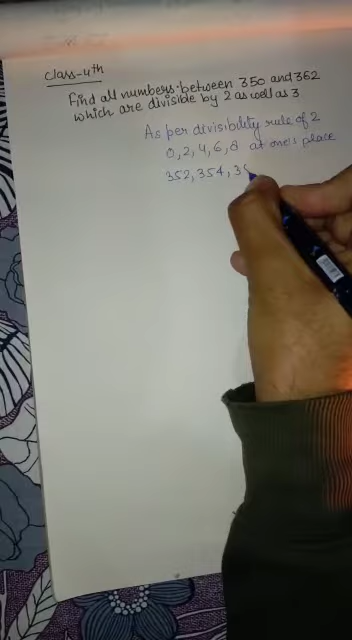 Class-4th
Find all numbers between 350 and 362
which are divisible by 2 as well as 3
As per divisibility rule of 2
0, 2, 4, 6, 8 at one's place
352, 354, 35